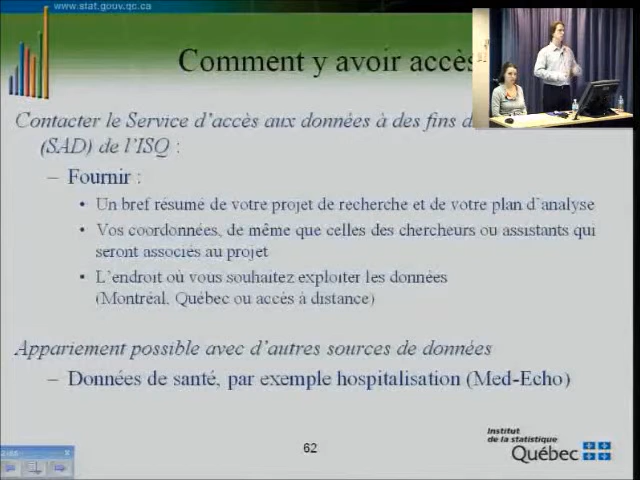 www.stat.gouv.qc.ca
Comment y avoir accès
Contacter le Service d'accès aux données à des fins d
(SAD) de l'ISQ :
– Fournir :
• Un bref résumé de votre projet de recherche et de votre plan d'analyse
• Vos coordonnées, de même que celles des chercheurs ou assistants qui
seront associés au projet
• L'endroit où vous souhaitez exploiter les données
(Montréal, Québec ou accès à distance)
Appariement possible avec d'autres sources de données
– Données de santé, par exemple hospitalisation (Med-Echo)
62
Institut
de la statistique
Québec